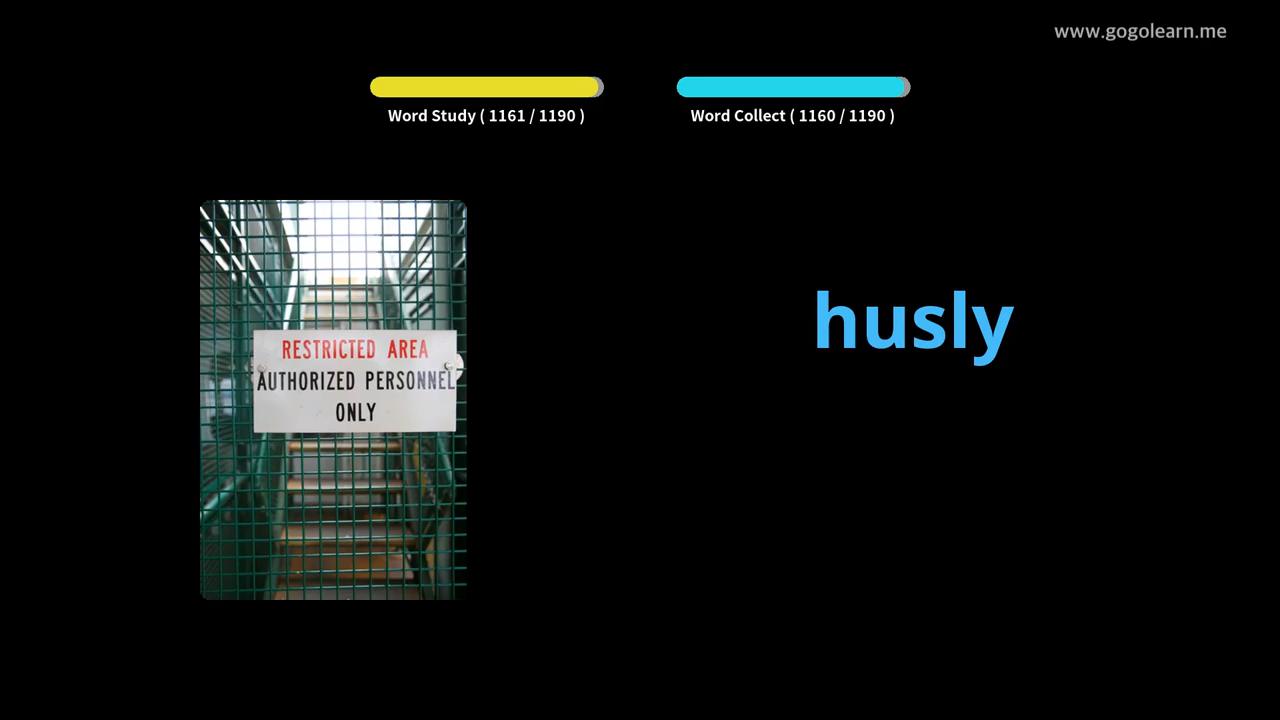 www.gogolearn.me
Word Study ( 1161 / 1190 )
Word Collect ( 1160 / 1190 )
RESTRICTED AREA
AUTHORIZED PERSONNEL
ONLY
husly